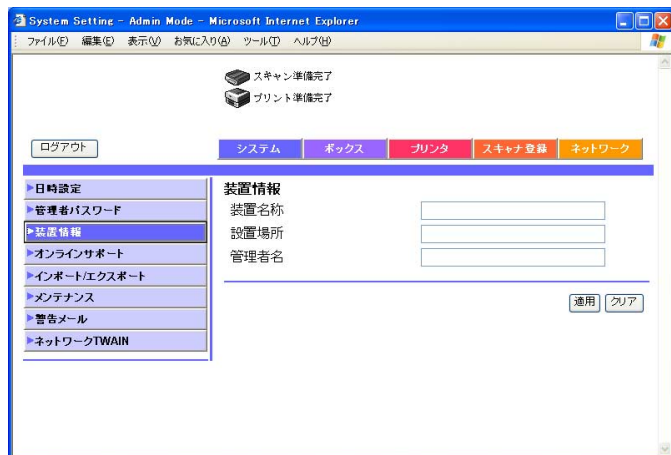 System Setting - Admin Mode - Microsoft Internet Explorer
ファイル(F) 編集(E) 表示(V) お気に入り(A) ツール(T) ヘルプ(H)
スキャン準備完了
プリント準備完了
ログアウト
システム ボックス プリンタ スキャナ登録 ネットワーク
日時設定
管理者パスワード
装置情報
オンラインサポート
インポート/エクスポート
メンテナンス
警告メール
ネットワークTWAIN
装置情報
装置名称
設置場所
管理者名
適用 クリア